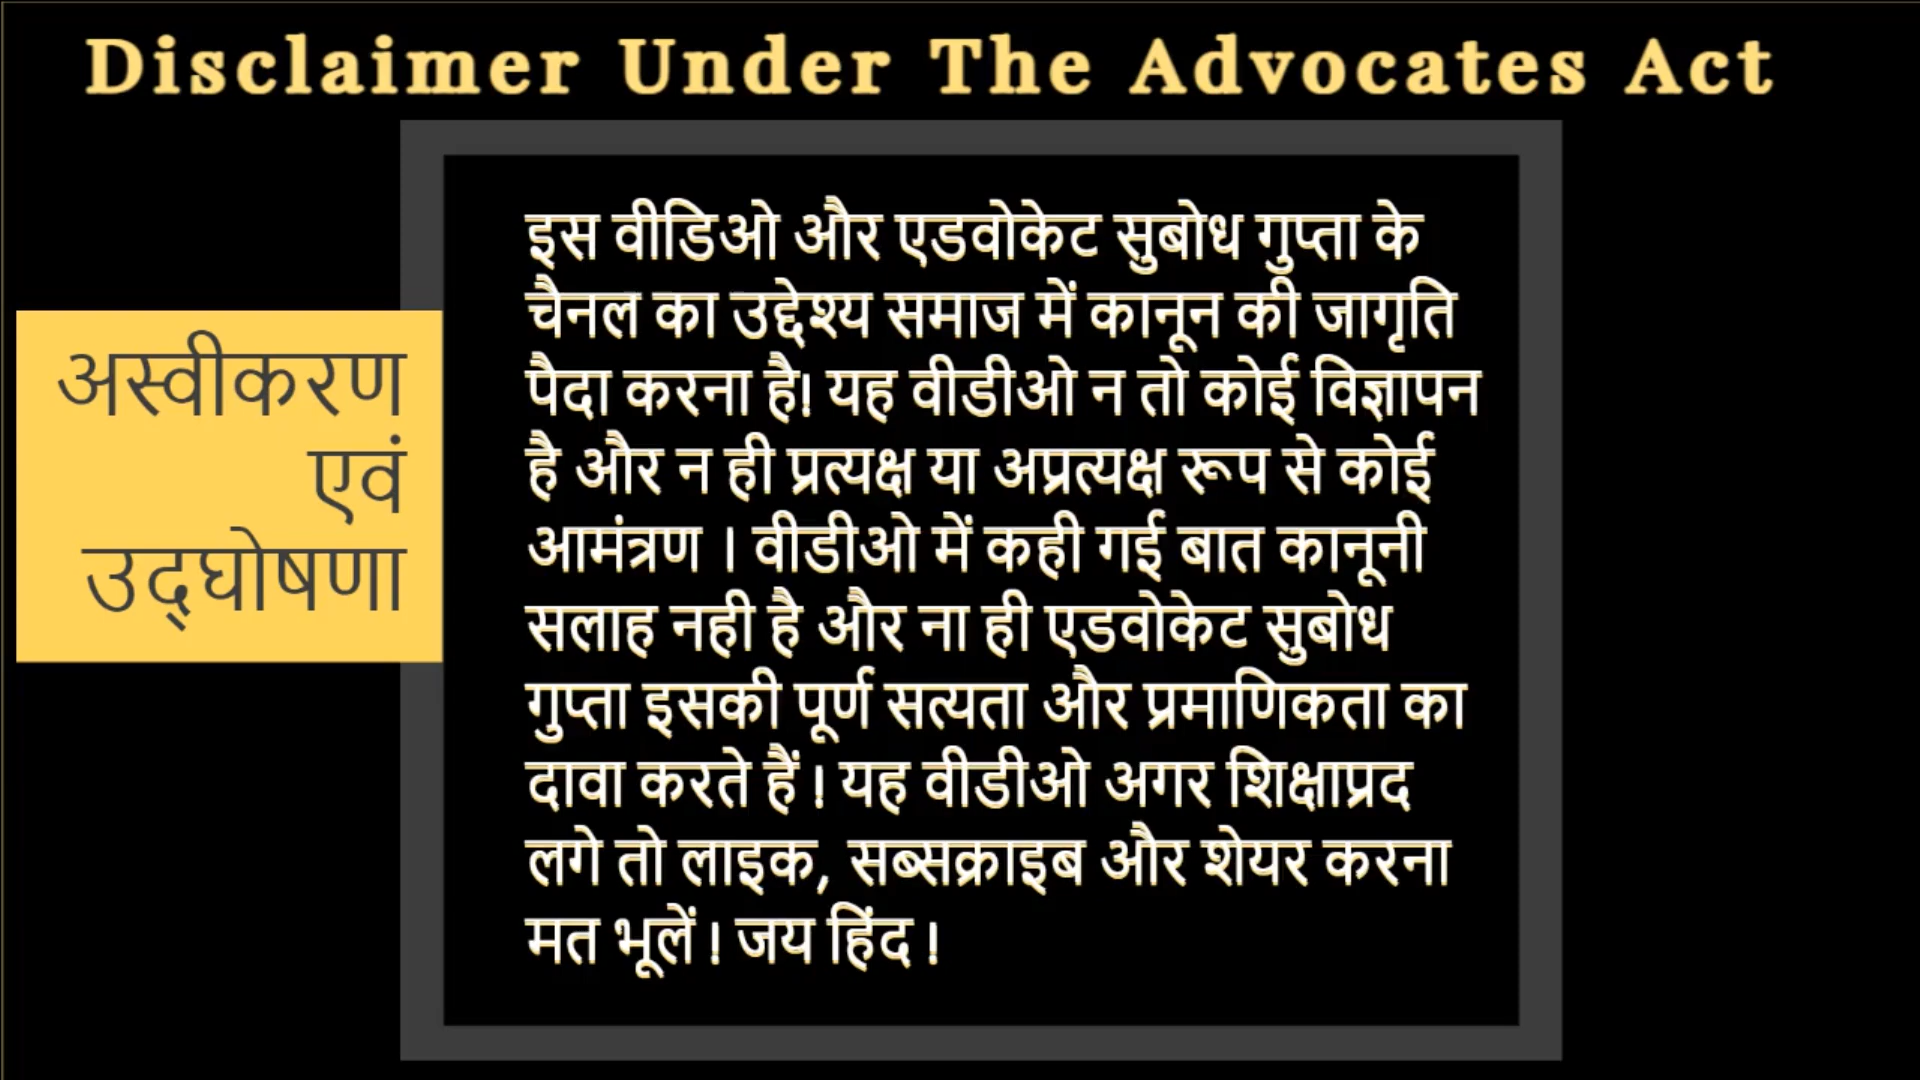 Disclaimer Under The Advocates Act
अस्वीकरण
एवं
उद्घोषणा
इस वीडिओ और एडवोकेट सुबोध गुप्ता के
चैनल का उद्देश्य समाज में कानून की जागृति
पैदा करना है! यह वीडीओ न तो कोई विज्ञापन
है और न ही प्रत्यक्ष या अप्रत्यक्ष रूप से कोई
आमंत्रण । वीडीओ में कही गई बात कानूनी
सलाह नही है और ना ही एडवोकेट सुबोध
गुप्ता इसकी पूर्ण सत्यता और प्रमाणिकता का
दावा करते हैं ! यह वीडीओ अगर शिक्षाप्रद
लगे तो लाइक, सब्सक्राइब और शेयर करना
मत भूलें ! जय हिंद !